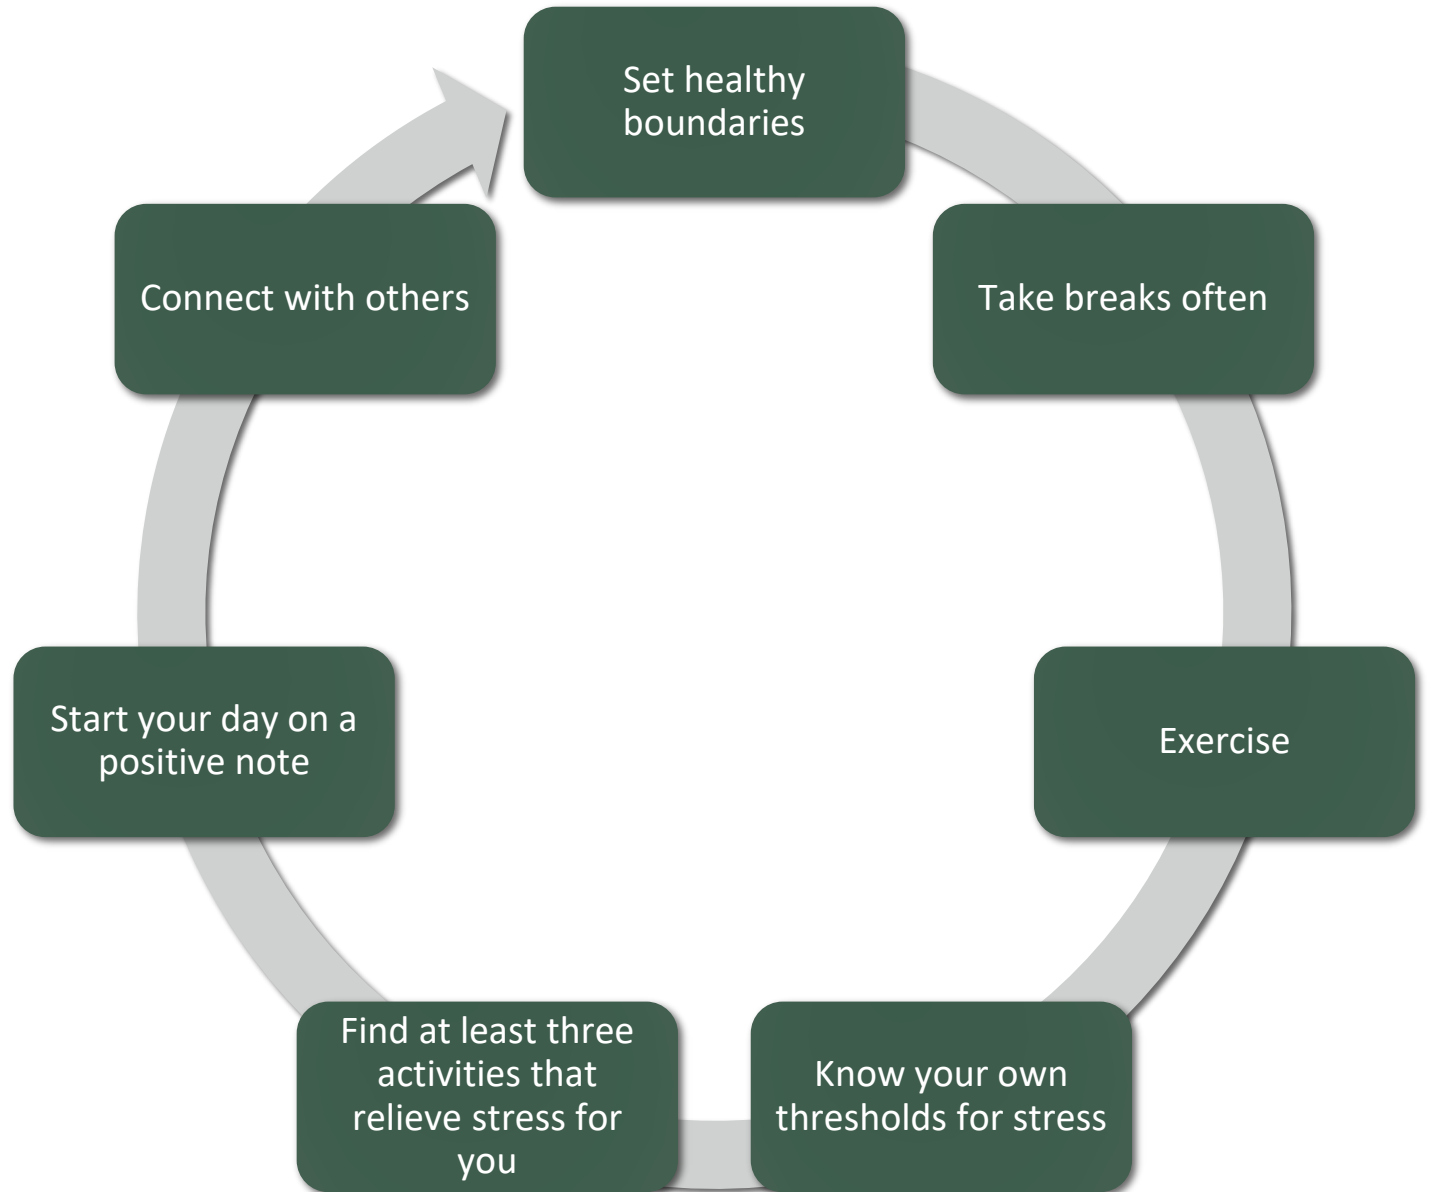 Set healthy
boundaries
Take breaks often
Exercise
Know your own
thresholds for stress
Find at least three
activities that
relieve stress for
you
Start your day on a
positive note
Connect with others